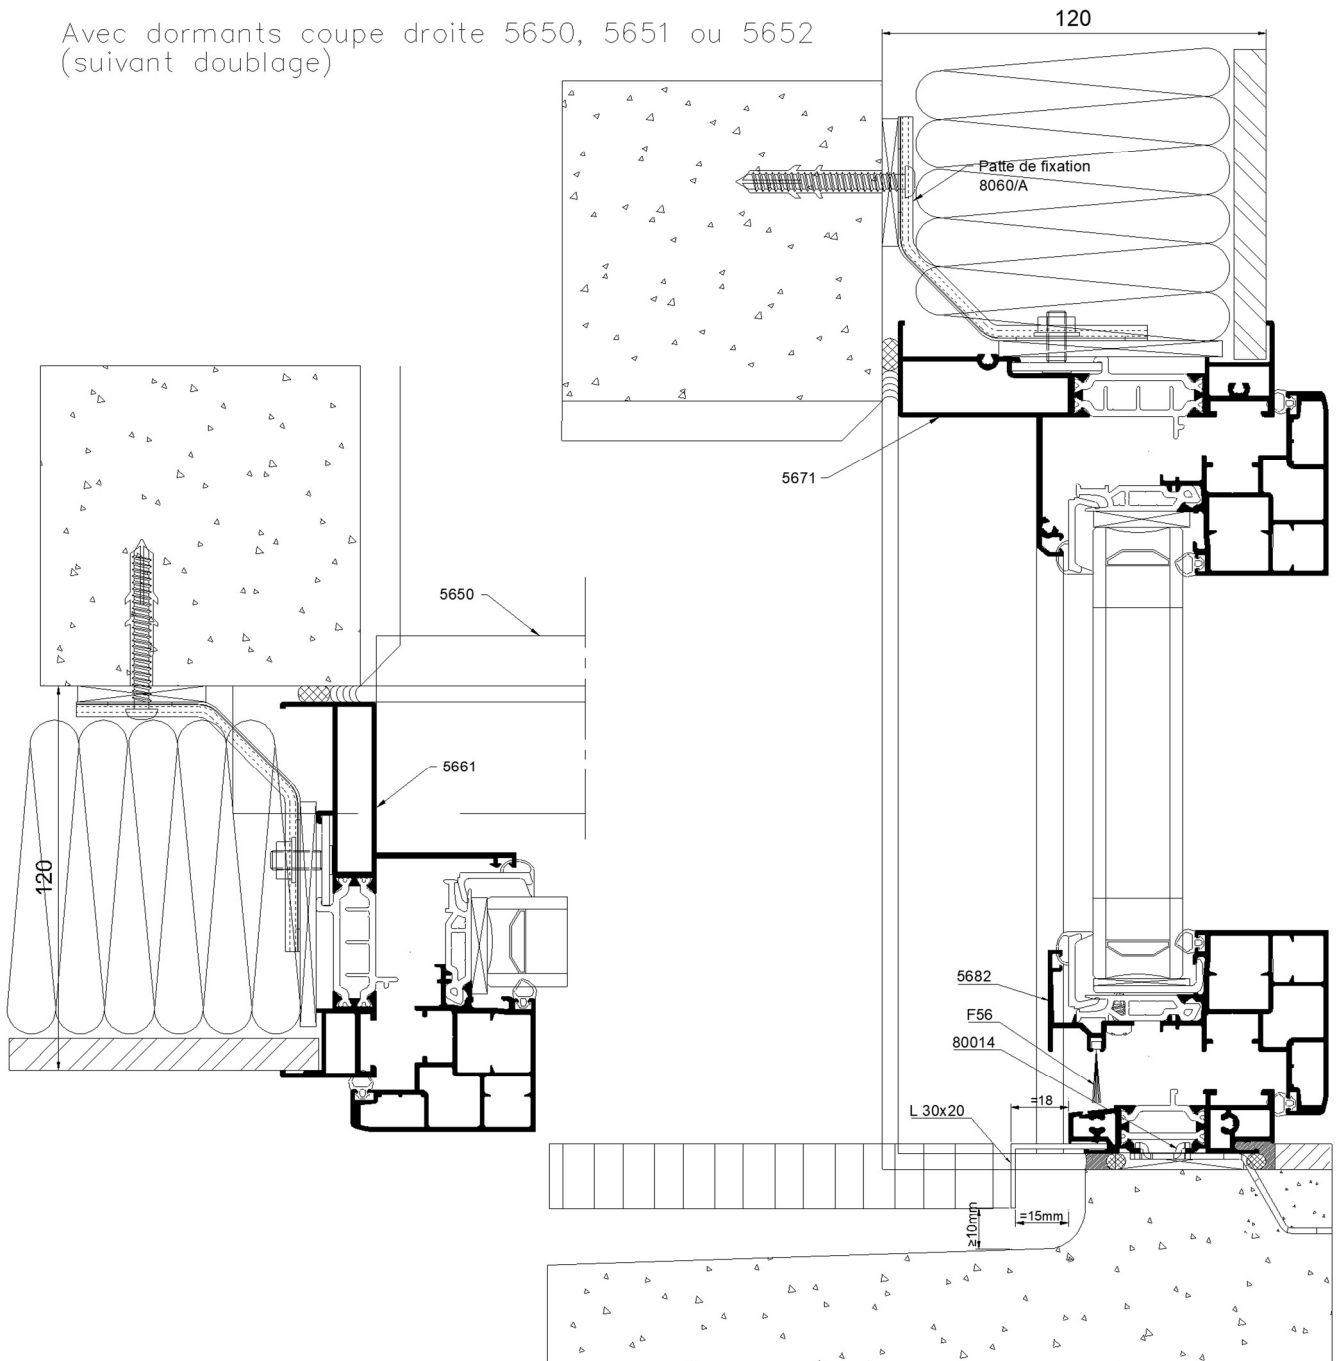 Avec dormants coupe droite 5650, 5651 ou 5652
(suivant doublage)
120
Patte de fixation
8060/A
5671
5650
5661
120
5682
F56
80014
=18
L 30x20
=15mm
≥10mm